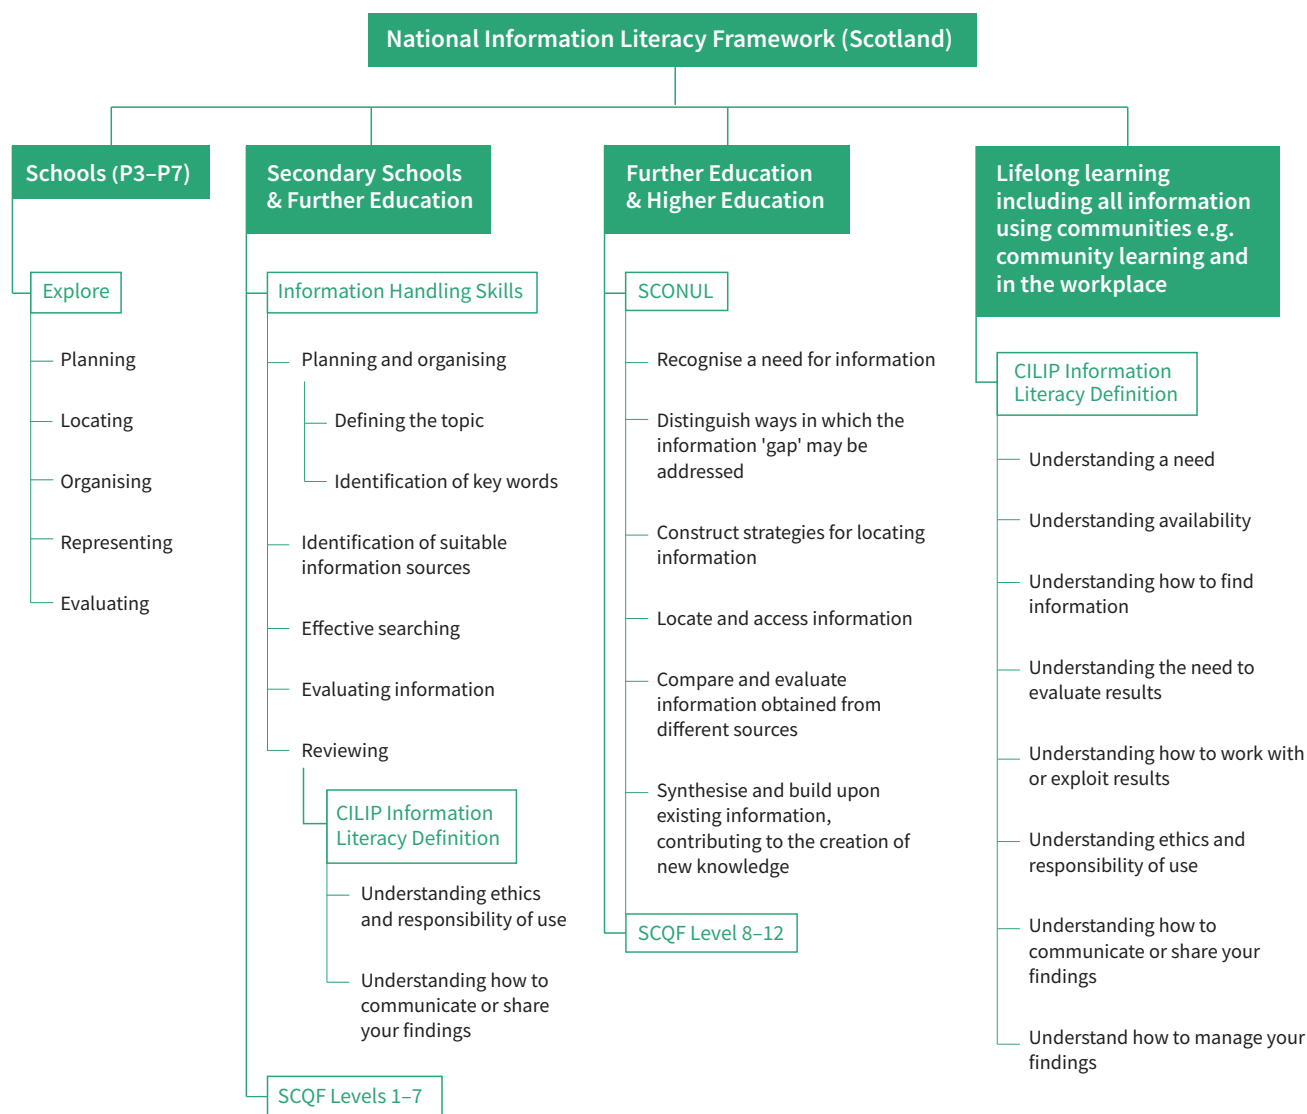 National Information Literacy Framework (Scotland)
Schools (P3–P7)
Explore
Planning
Locating
Organising
Representing
Evaluating
Secondary Schools
& Further Education
Information Handling Skills
Planning and organising
Defining the topic
Identification of key words
Identification of suitable
information sources
Effective searching
Evaluating information
Reviewing
CILIP Information
Literacy Definition
Understanding ethics
and responsibility of use
Understanding how to
communicate or share
your findings
SCQF Levels 1–7
Further Education
& Higher Education
SCONUL
Recognise a need for information
Distinguish ways in which the
information 'gap' may be
addressed
Construct strategies for locating
information
Locate and access information
Compare and evaluate
information obtained from
different sources
Synthesise and build upon
existing information,
contributing to the creation of
new knowledge
SCQF Level 8–12
Lifelong learning
including all information
using communities e.g.
community learning and
in the workplace
CILIP Information
Literacy Definition
Understanding a need
Understanding availability
Understanding how to find
information
Understanding the need to
evaluate results
Understanding how to work with
or exploit results
Understanding ethics and
responsibility of use
Understanding how to
communicate or share your
findings
Understand how to manage your
findings